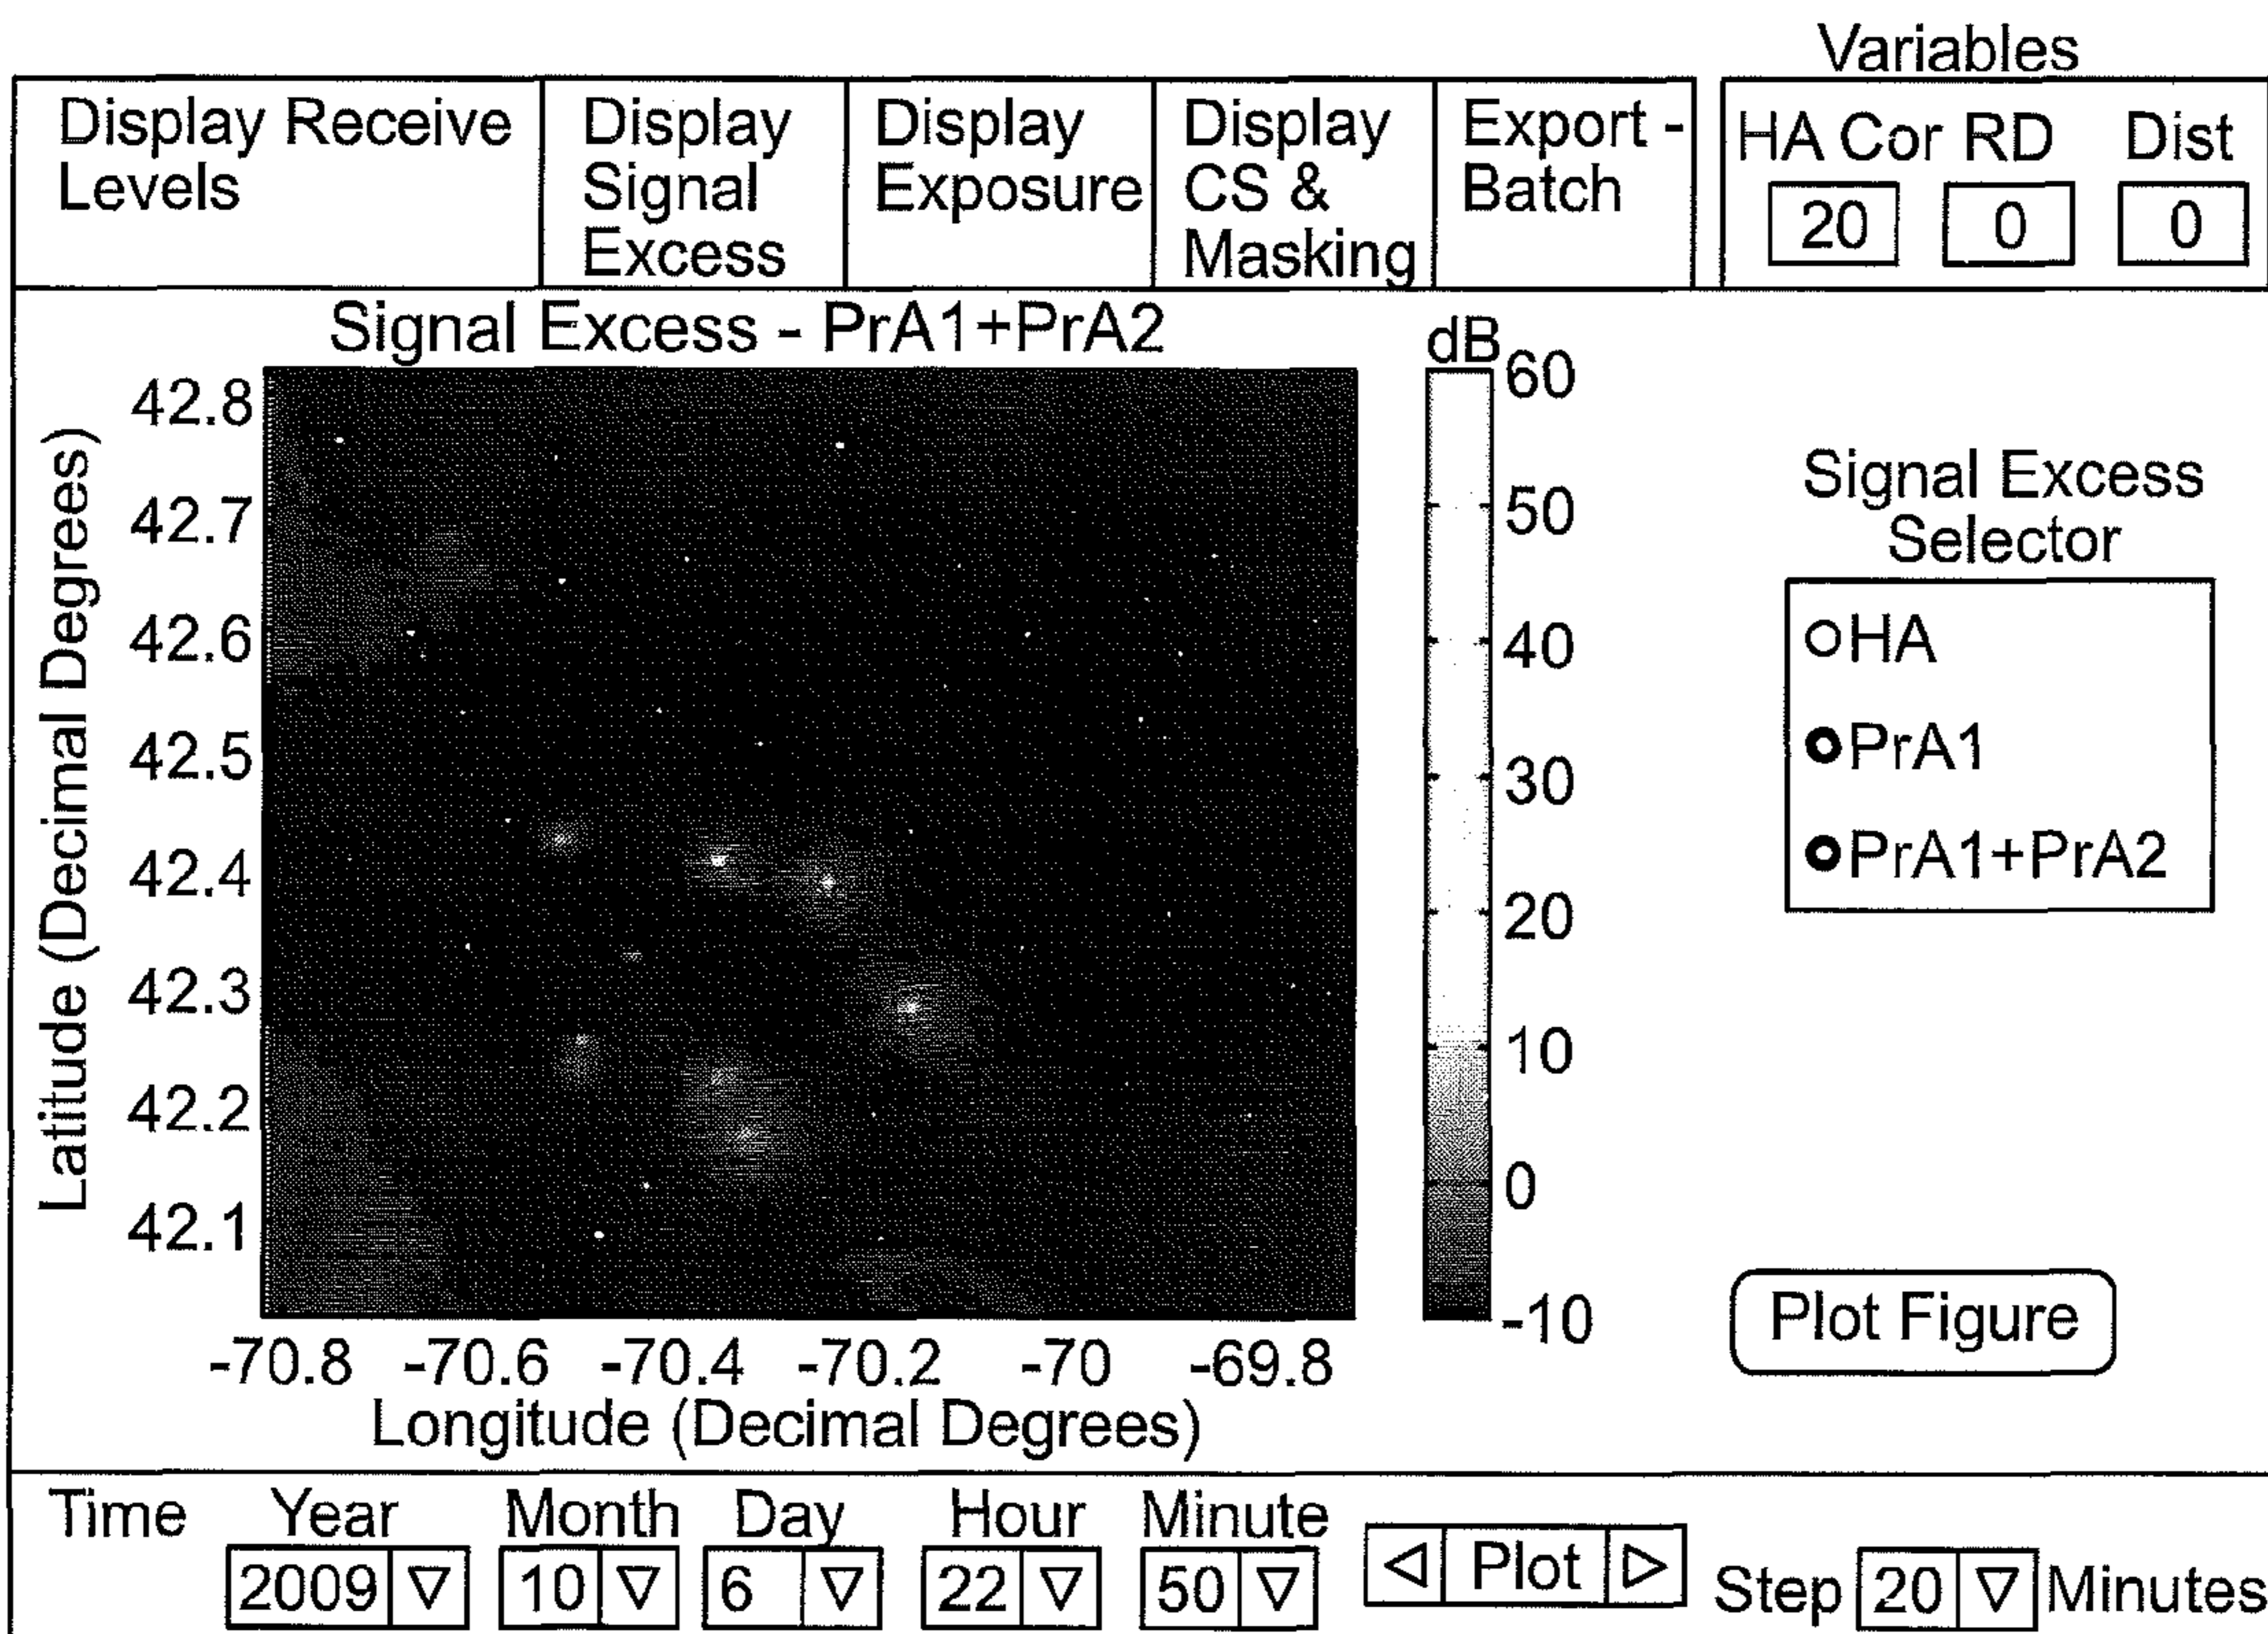 Variables
Display Receive
Levels
Display
Signal
Excess
Display
Exposure
Display
CS &
Masking
Export -
Batch
HA Cor RD Dist
20 0 0
Signal Excess - PrA1+PrA2
dB
60
50
40
30
20
10
0
-10
Latitude (Decimal Degrees)
42.8
42.7
42.6
42.5
42.4
42.3
42.2
42.1
-70.8 -70.6 -70.4 -70.2 -70 -69.8
Longitude (Decimal Degrees)
Signal Excess
Selector
HA
PrA1
PrA1+PrA2
Plot Figure
Time Year Month Day Hour Minute
2009 10 6 22 50 Plot Step 20 Minutes